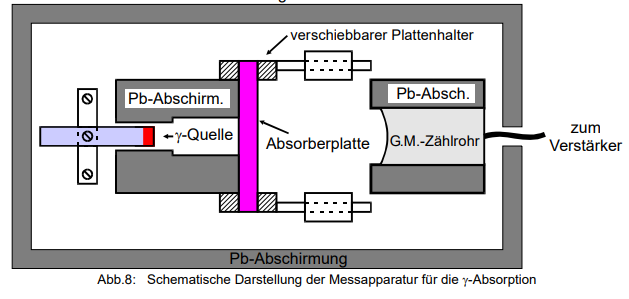 verschiebbarer Plattenhalter
Pb-Abschirm.
Pb-Absch.
γ-Quelle
Absorberplatte
G.M.-Zählrohr
zum
Verstärker
Pb-Abschirmung
Abb.8: Schematische Darstellung der Messapparatur für die γ-Absorption